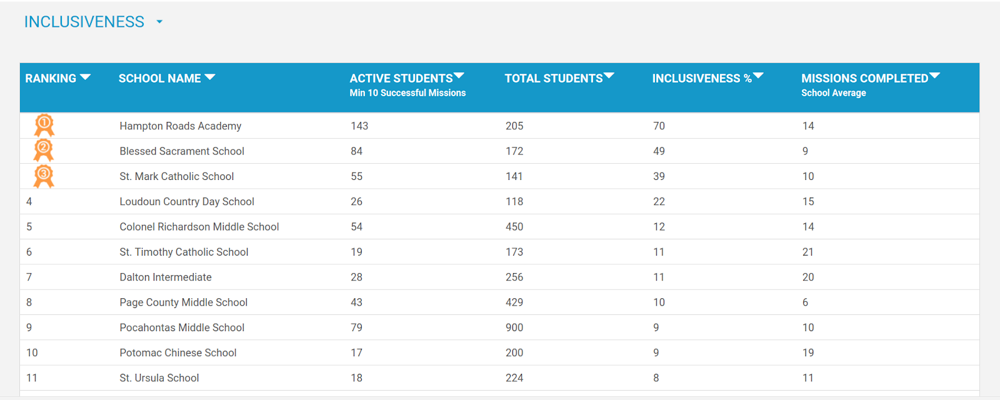 INCLUSIVENESS
RANKING SCHOOL NAME ACTIVE STUDENTS TOTAL STUDENTS INCLUSIVENESS % MISSIONS COMPLETED
Min 10 Successful Missions School Average
1 Hampton Roads Academy 143 205 70 14
2 Blessed Sacrament School 84 172 49 9
3 St. Mark Catholic School 55 141 39 10
4 Loudoun Country Day School 26 118 22 15
5 Colonel Richardson Middle School 54 450 12 14
6 St. Timothy Catholic School 19 173 11 21
7 Dalton Intermediate 28 256 11 20
8 Page County Middle School 43 429 10 6
9 Pocahontas Middle School 79 900 9 10
10 Potomac Chinese School 17 200 9 19
11 St. Ursula School 18 224 8 11